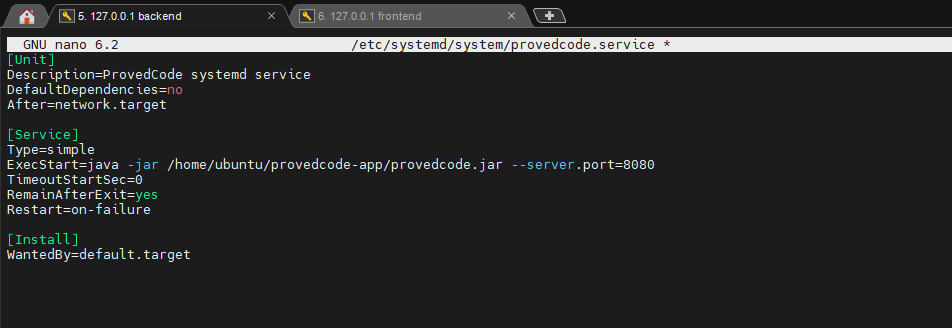 5. 127.0.0.1 backend
6. 127.0.0.1 frontend
GNU nano 6.2 /etc/systemd/system/provedcode.service *
[Unit]
Description=ProvedCode systemd service
DefaultDependencies=no
After=network.target
[Service]
Type=simple
ExecStart=java -jar /home/ubuntu/provedcode-app/provedcode.jar --server.port=8080
TimeoutStartSec=0
RemainAfterExit=yes
Restart=on-failure
[Install]
WantedBy=default.target